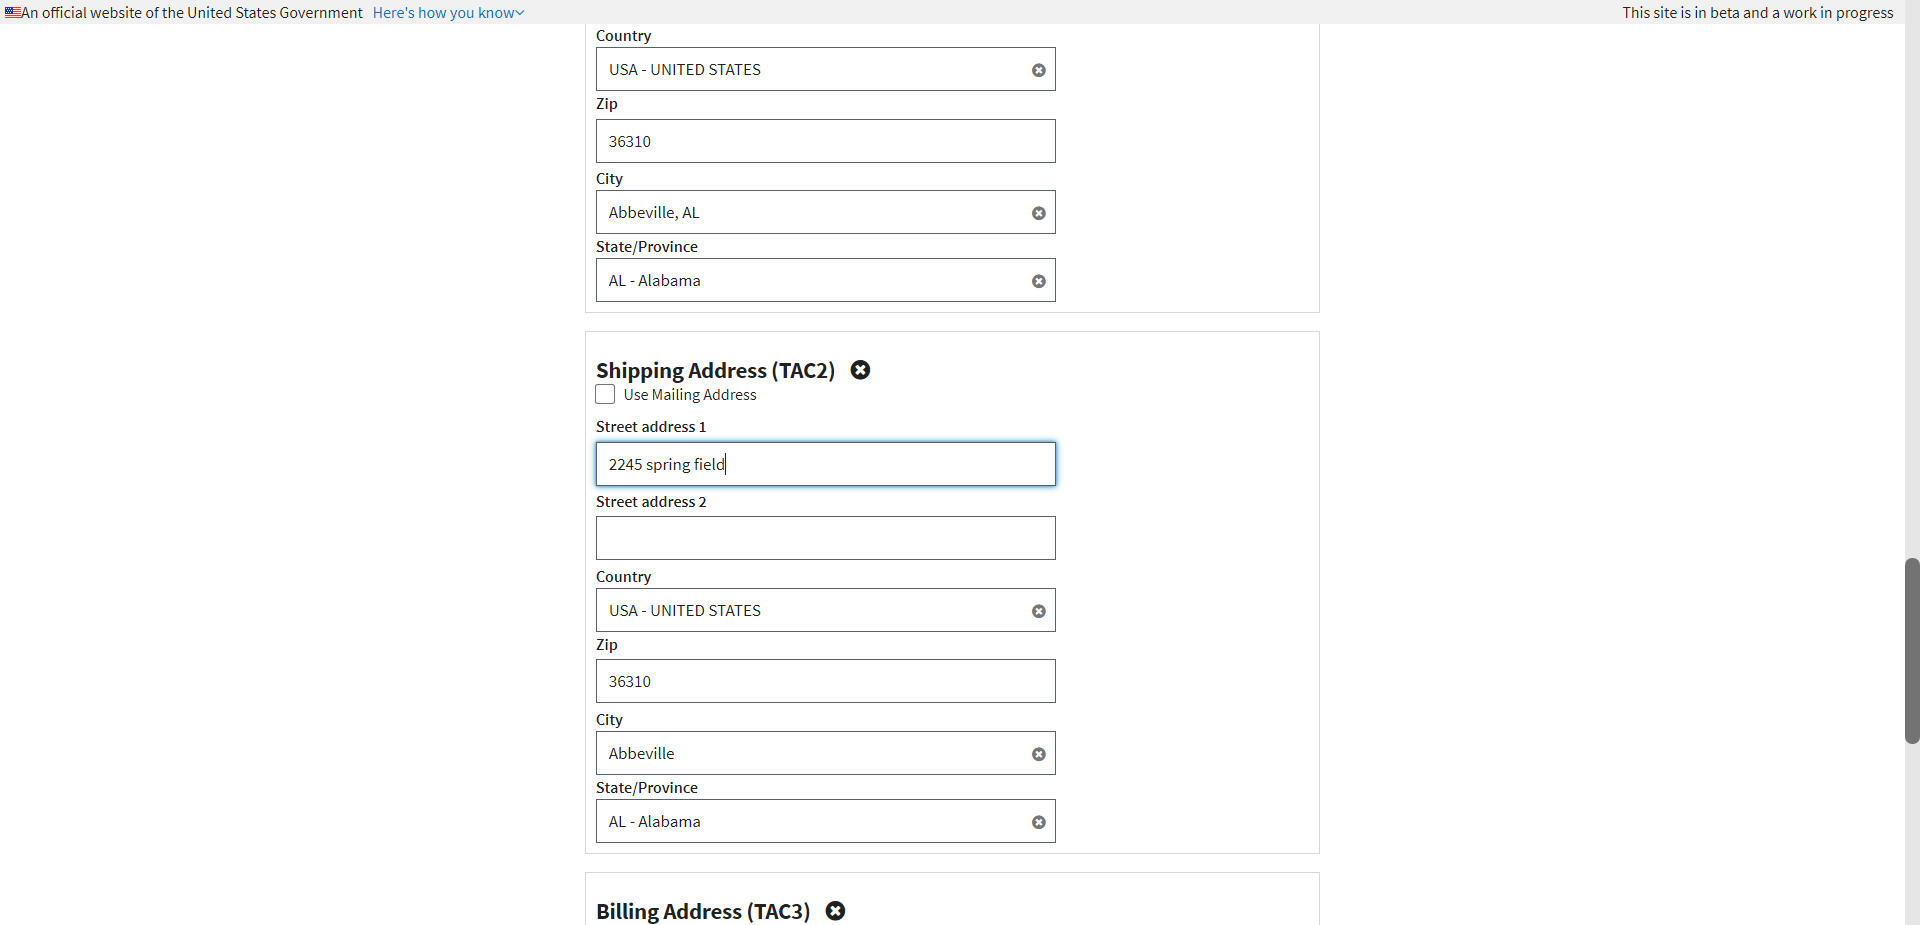 An official website of the United States Government Here's how you know
This site is in beta and a work in progress
Country
USA - UNITED STATES
Zip
36310
City
Abbeville, AL
State/Province
AL - Alabama
Shipping Address (TAC2)
Use Mailing Address
Street address 1
2245 spring field
Street address 2
Country
USA - UNITED STATES
Zip
36310
City
Abbeville
State/Province
AL - Alabama
Billing Address (TAC3)